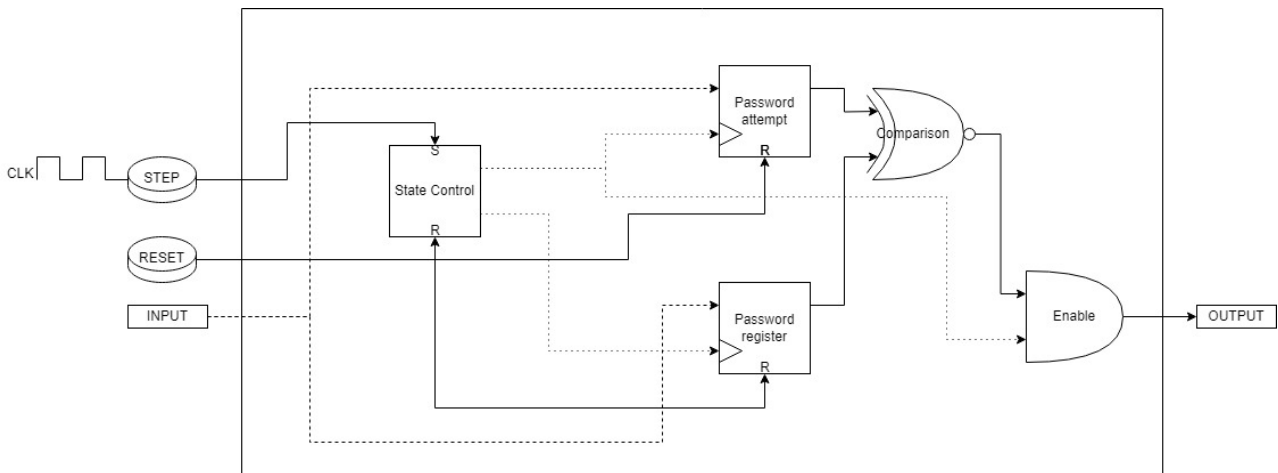 CLK
STEP
RESET
INPUT
S
State Control
R
Password
attempt
R
Password
register
R
Comparison
Enable
OUTPUT